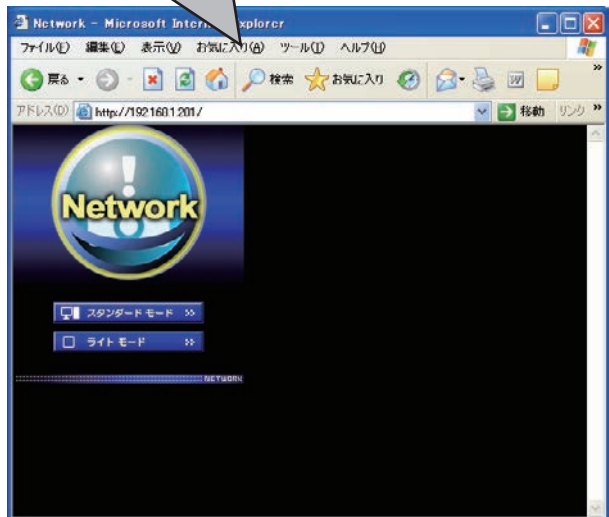 Network - Microsoft Internet Explorer
ファイル(F) 編集(E) 表示(V) お気に入り(A) ツール(T) ヘルプ(H)
戻る 検索 お気に入り
アドレス(D) http://192.168.1.201/ 移動 リンク
Network
スタンダード モード
ライト モード
NETWORK